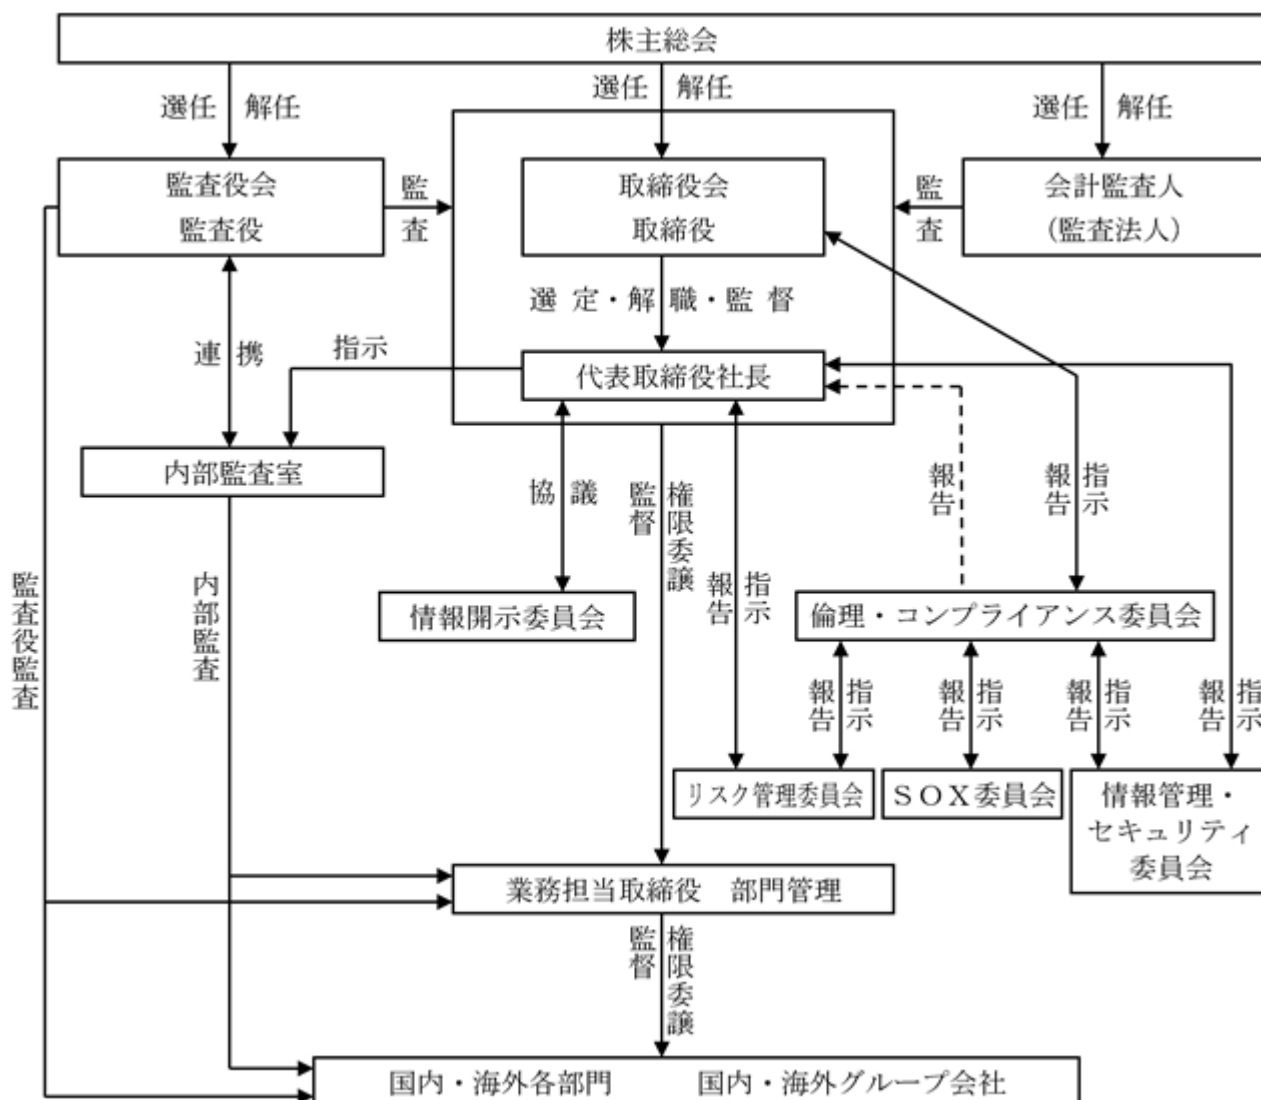 株主総会
選任 解任
選任 解任
選任 解任
監査役会
監査役
監査
取締役会
取締役
監査
会計監査人
(監査法人)
選定・解職・監督
連携
指示
代表取締役社長
内部監査室
協議
監督
権限委譲
報告
指示
報告
報告
指示
監査役監査
内部監査
情報開示委員会
倫理・コンプライアンス委員会
報告
指示
報告
指示
報告
指示
報告
指示
リスク管理委員会
SOX委員会
情報管理・
セキュリティ
委員会
業務担当取締役 部門管理
監督
権限委譲
国内・海外各部門 国内・海外グループ会社